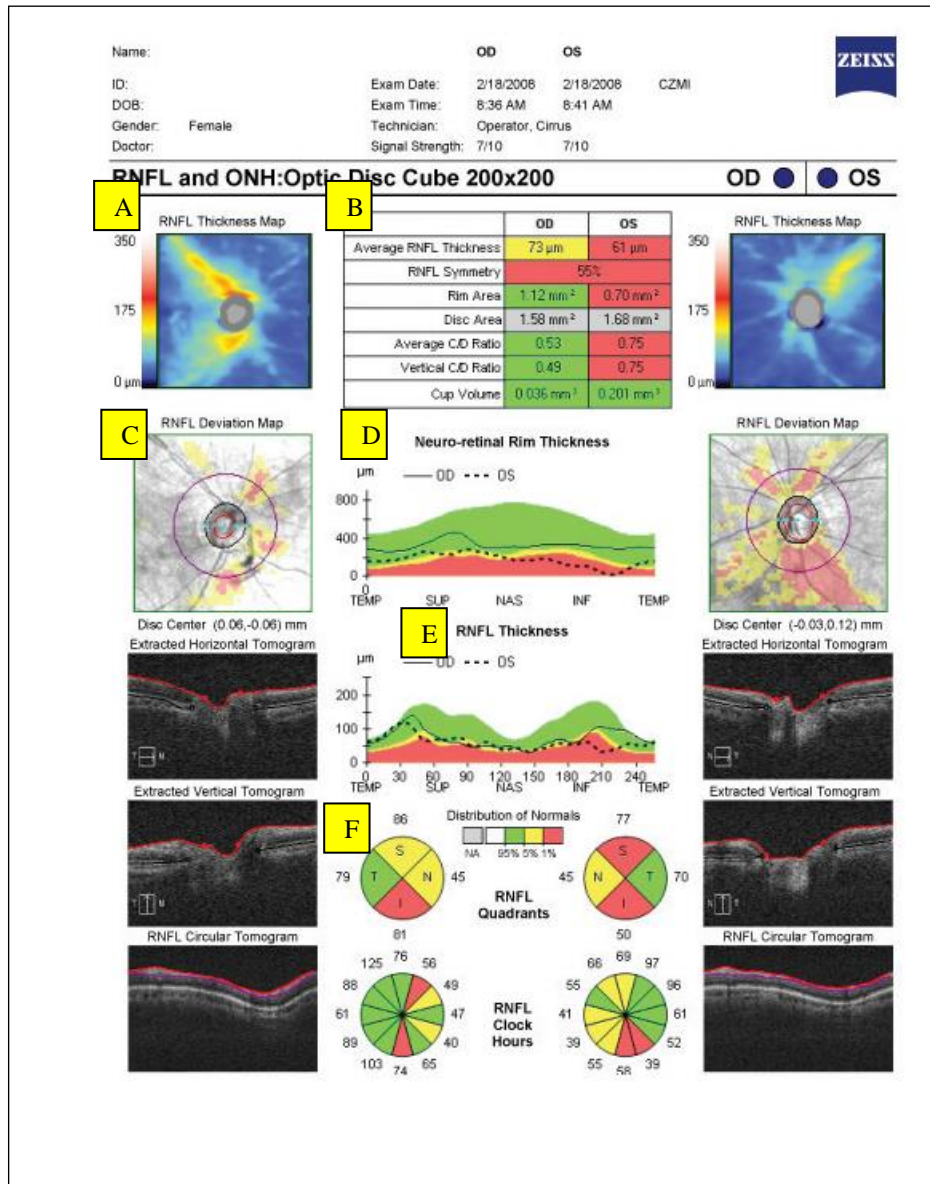 Name:
OD OS
ZEISS
ID:
Exam Date: 2/18/2008 2/18/2008 CZMI
DOB:
Exam Time: 8:36 AM 8:41 AM
Gender: Female
Technician: Operator, Cirrus
Doctor:
Signal Strength: 7/10 7/10
RNFL and ONH:Optic Disc Cube 200x200 OD OS
A
RNFL Thickness Map
350
175
0 µm
B
OD OS
Average RNFL Thickness 73 µm 61 µm
RNFL Symmetry 55%
Rim Area 1.12 mm² 0.70 mm²
Disc Area 1.58 mm² 1.68 mm²
Average C/D Ratio 0.53 0.75
Vertical C/D Ratio 0.49 0.75
Cup Volume 0.036 mm³ 0.201 mm³
RNFL Thickness Map
350
175
0 µm
C
RNFL Deviation Map
Disc Center (0.06,-0.06) mm
D
Neuro-retinal Rim Thickness
µm OD OS
800
400
0
0
TEMP SUP NAS INF TEMP
RNFL Deviation Map
Disc Center (-0.03,0.12) mm
Extracted Horizontal Tomogram
T N
E
RNFL Thickness
µm OD OS
200
100
0
0 30 60 90 120 150 180 210 240
TEMP SUP NAS INF TEMP
Extracted Horizontal Tomogram
N T
Extracted Vertical Tomogram
T N
F
Distribution of Normals
NA 95% 5% 1%
86
S
79 T N 45
I
81
RNFL
Quadrants
77
S
45 N T 70
I
50
Extracted Vertical Tomogram
N T
RNFL Circular Tomogram
RNFL
Clock
Hours
76
125 56
88 49
61 47
89 40
103 65
74
69
66 97
55 96
41 61
39 52
55 39
58
RNFL Circular Tomogram